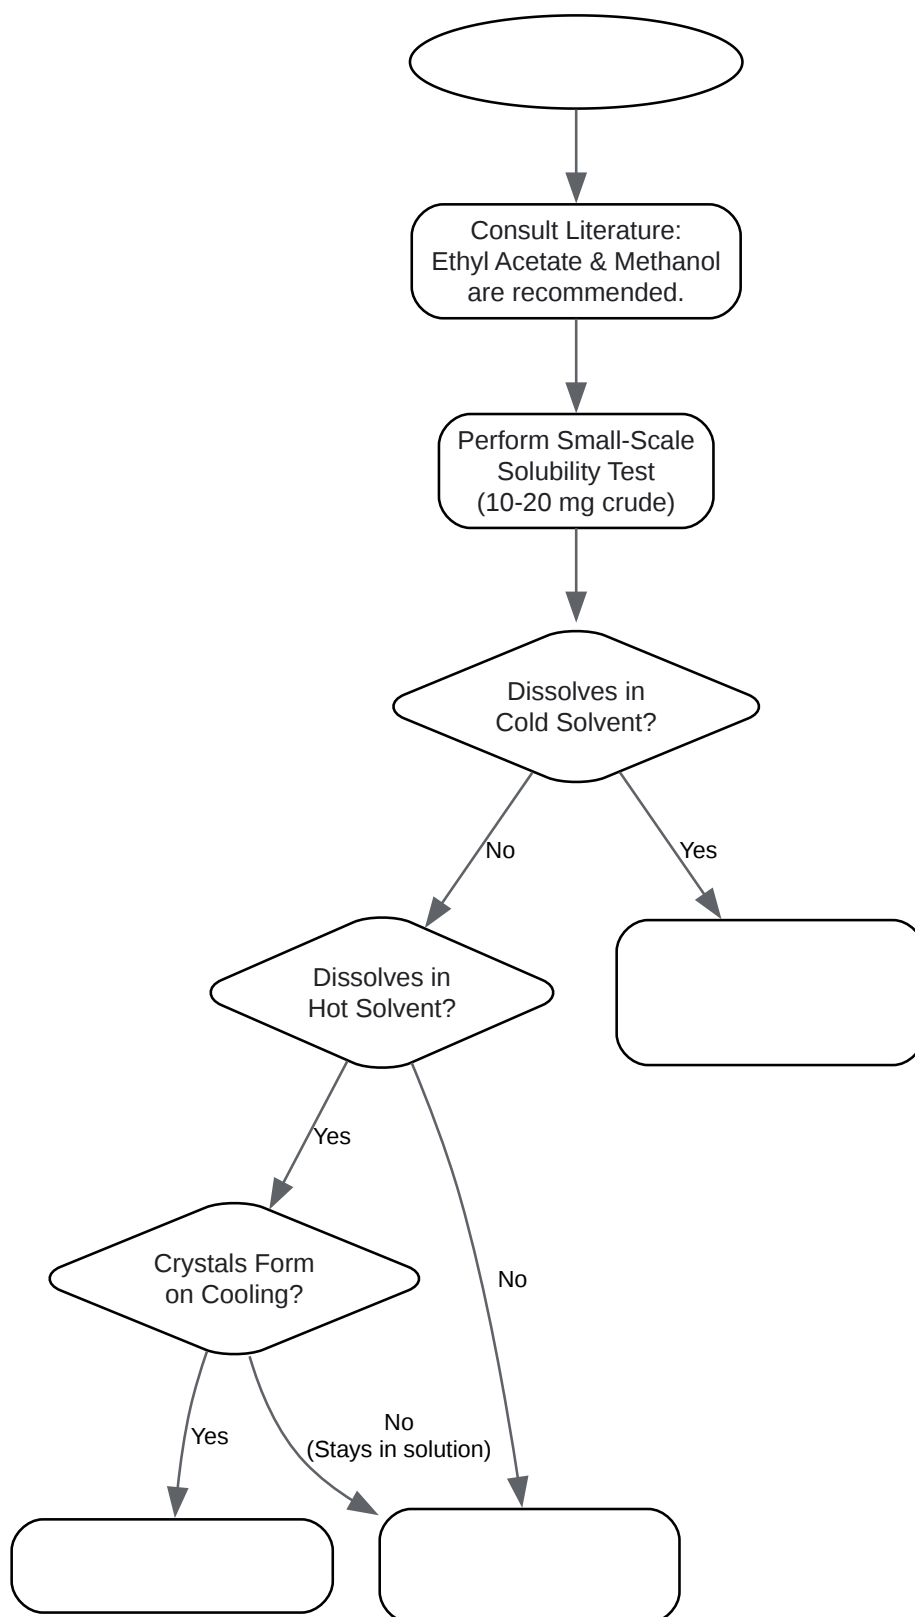 Consult Literature:
Ethyl Acetate & Methanol
are recommended.
Perform Small-Scale
Solubility Test
(10-20 mg crude)
Dissolves in
Cold Solvent?
No
Yes
Dissolves in
Hot Solvent?
Yes
No
Crystals Form
on Cooling?
Yes
No
(Stays in solution)